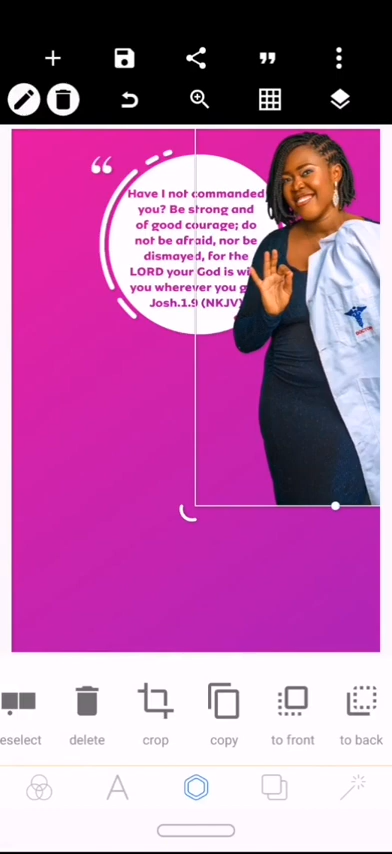 “
Have I not commanded
you? Be strong and
of good courage; do
not be afraid, nor be
dismayed, for the
LORD your God is
you wherever you
Josh.1.9 (NKJV)
DOCTOR
eselect delete crop copy to front to back